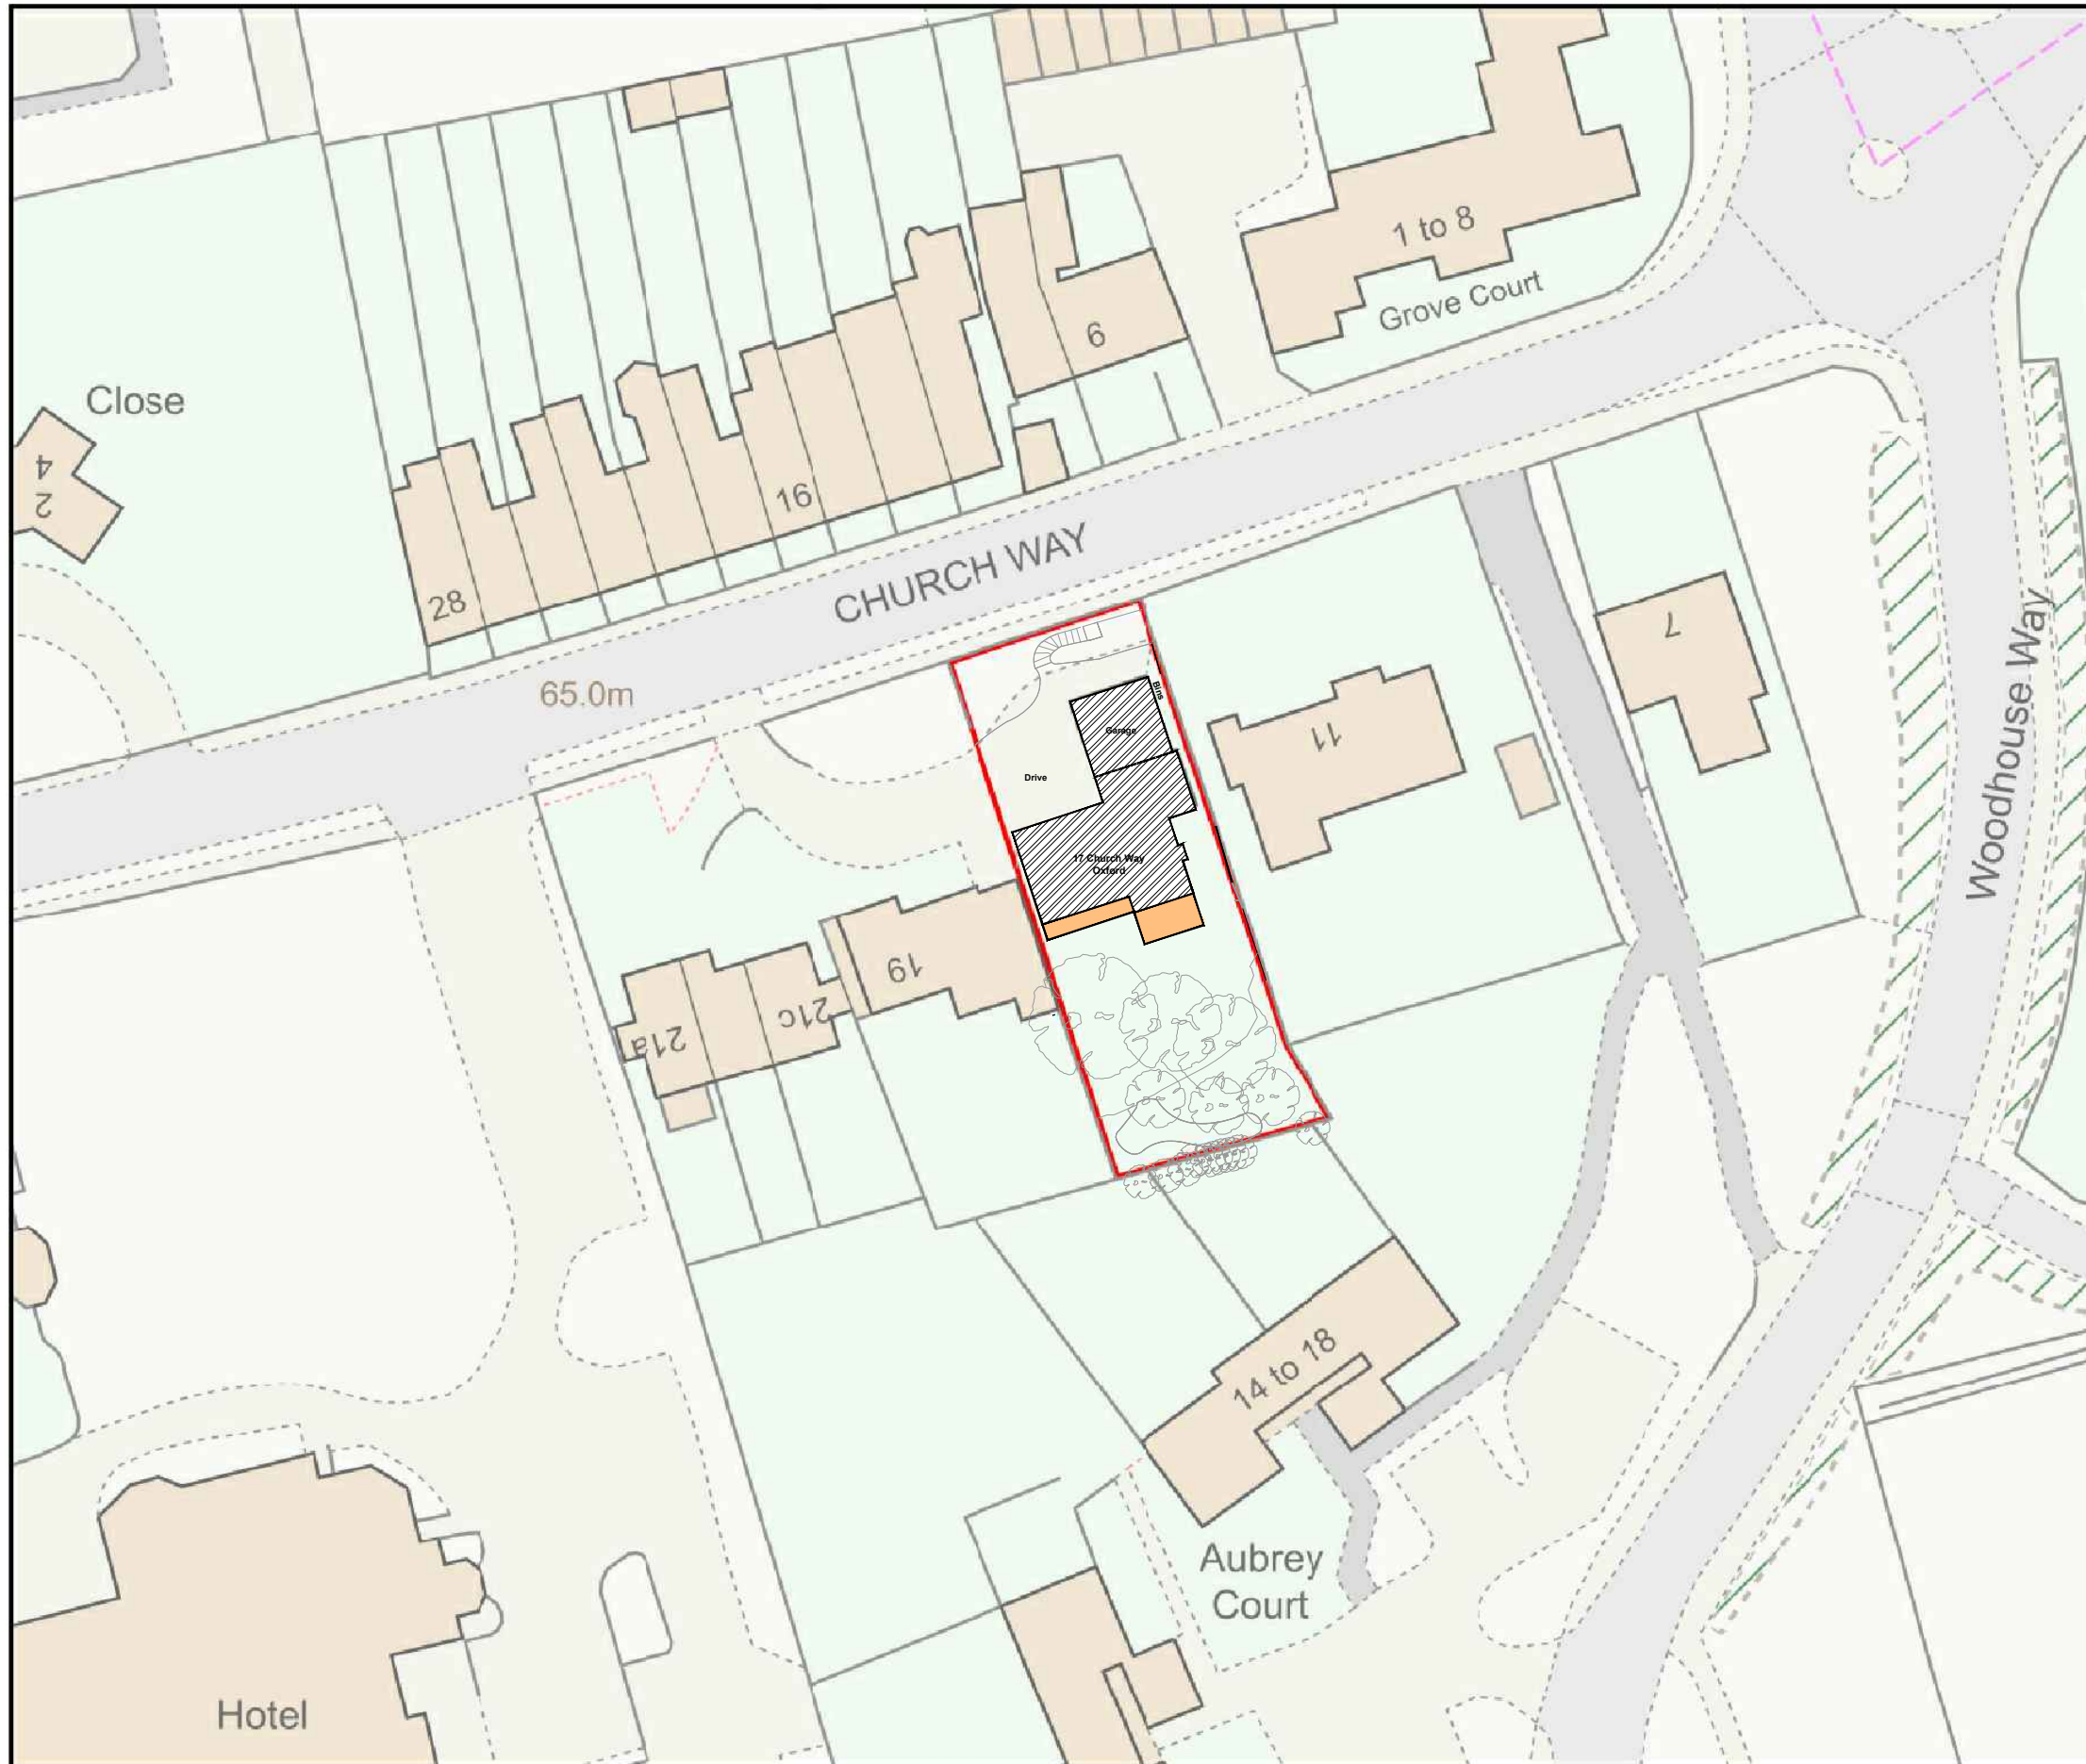 1 to 8
Grove Court
6
Close
4
2
16
28
CHURCH WAY
65.0m
7
Woodhouse Way
Bins
Garage
11
Drive
17 Church Way
Oxford
19
21c
21a
14 to 18
Aubrey
Court
Hotel